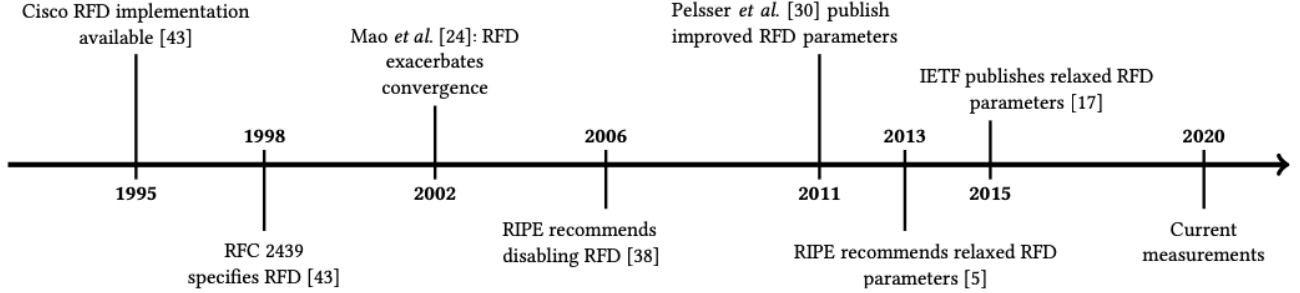 Cisco RFD implementation
available [43]
1995
1998
RFC 2439
specifies RFD [43]
Mao et al. [24]: RFD
exacerbates
convergence
2002
2006
RIPE recommends
disabling RFD [38]
Pelsser et al. [30] publish
improved RFD parameters
2011
2013
RIPE recommends relaxed RFD
parameters [5]
IETF publishes relaxed RFD
parameters [17]
2015
2020
Current
measurements